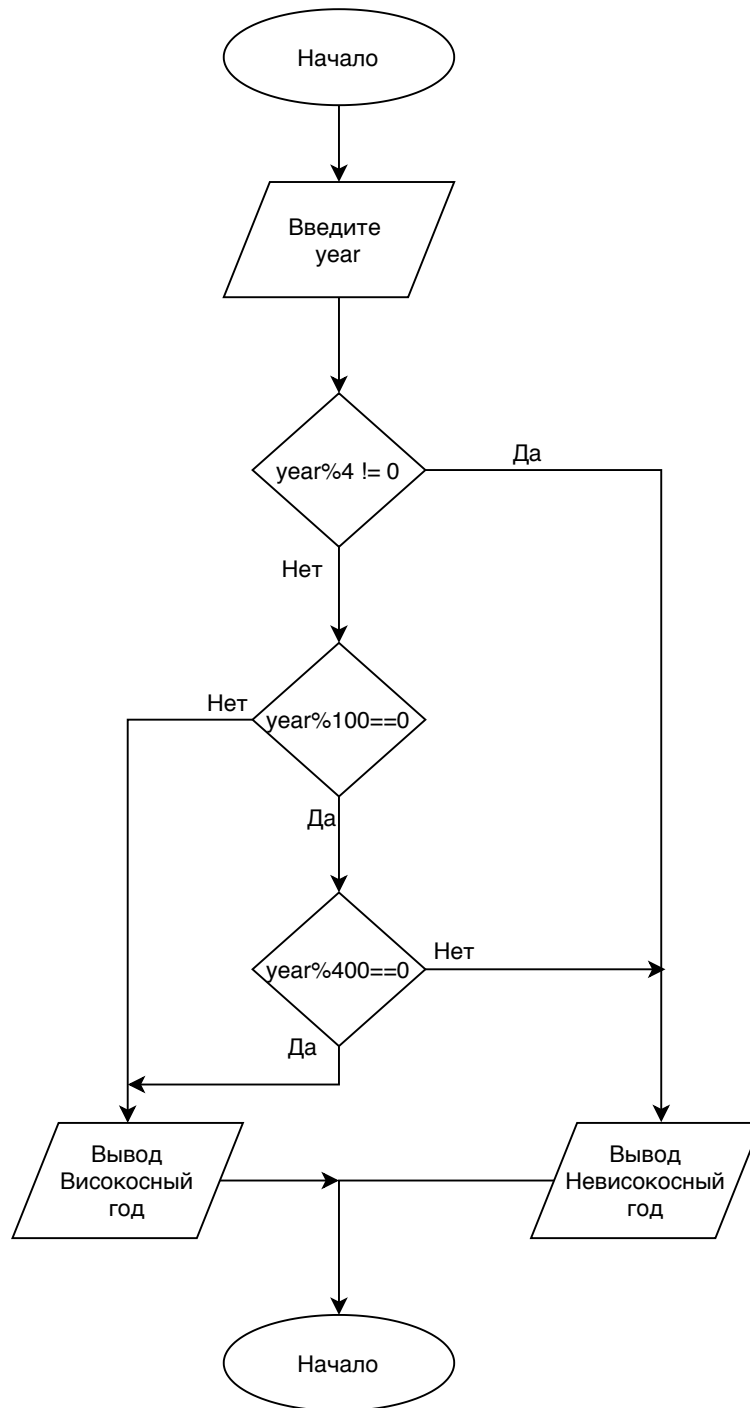 Начало
Введите
year
year%4 != 0
Да
Нет
year%100==0
Нет
Да
year%400==0
Нет
Да
Вывод
Високосный
год
Вывод
Невисокосный
год
Начало